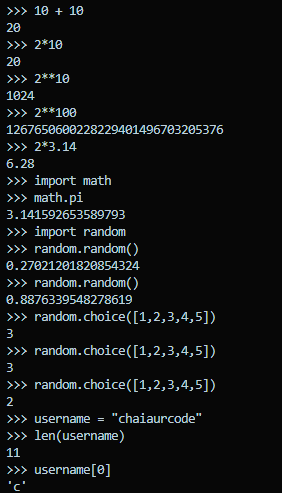 >>> 10 + 10
20
>>> 2*10
20
>>> 2**10
1024
>>> 2**100
1267650600228229401496703205376
>>> 2*3.14
6.28
>>> import math
>>> math.pi
3.141592653589793
>>> import random
>>> random.random()
0.27021201820854324
>>> random.random()
0.8876339548278619
>>> random.choice([1,2,3,4,5])
3
>>> random.choice([1,2,3,4,5])
3
>>> random.choice([1,2,3,4,5])
2
>>> username = "chaiaurcode"
>>> len(username)
11
>>> username[0]
'c'